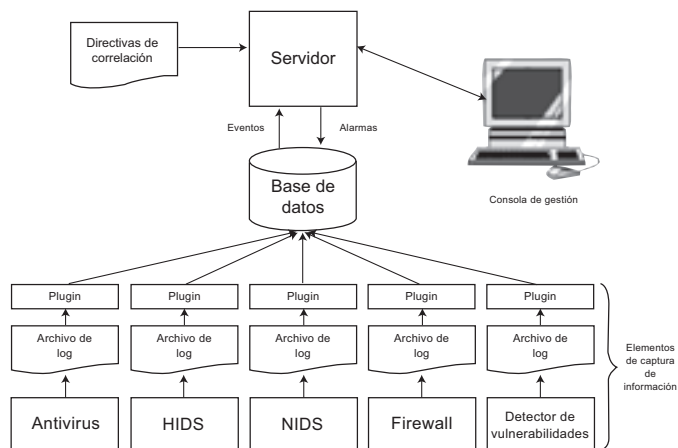 Directivas de
correlación
Servidor
Eventos
Alarmas
Base de
datos
Consola de gestión
Plugin
Plugin
Plugin
Plugin
Plugin
Archivo de
log
Archivo de
log
Archivo de
log
Archivo de
log
Archivo de
log
Elementos
de captura
de
información
Antivirus
HIDS
NIDS
Firewall
Detector de
vulnerabilidades